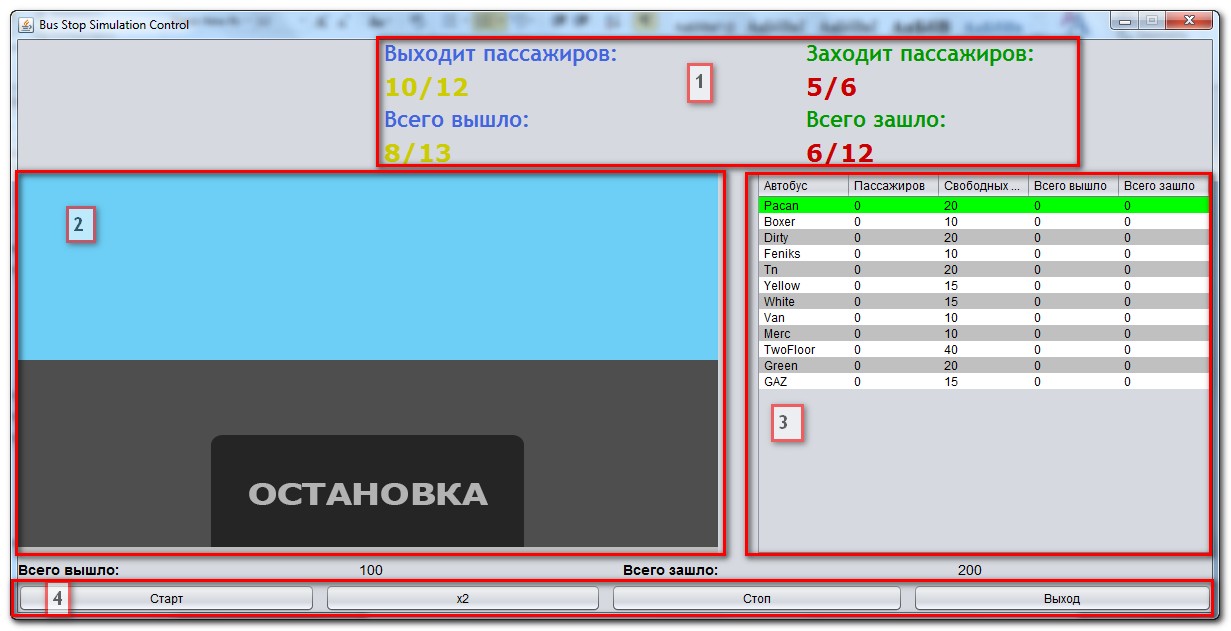 Bus Stop Simulation Control
Выходит пассажиров: Заходит пассажиров:
10/12 1 5/6
Всего вышло: Всего зашло:
8/13 6/12
2
Автобус Пассажиров Свободных ... Всего вышло Всего зашло
Pacan 0 20 0 0
Boxer 0 10 0 0
Dirty 0 20 0 0
Feniks 0 10 0 0
Tn 0 20 0 0
Yellow 0 15 0 0
White 0 15 0 0
Van 0 10 0 0
Merc 0 10 0 0
TwoFloor 0 40 0 0
Green 0 20 0 0
GAZ 0 15 0 0
3
ОСТАНОВКА
Всего вышло: 100 Всего зашло: 200
4 Старт x2 Стоп Выход